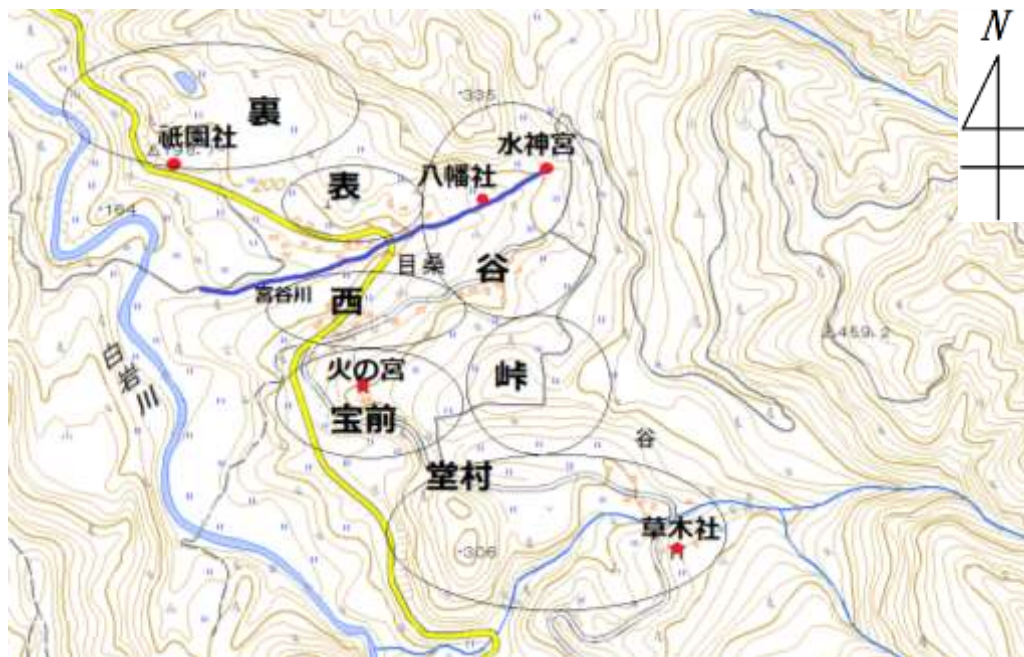 N
裏
・335
祇園社
水神宮
八幡社
表
200
・164
目桑
谷
宮谷川
西
459.2
白岩川
火の宮
峠
宝前
谷
堂村
草木社
・306